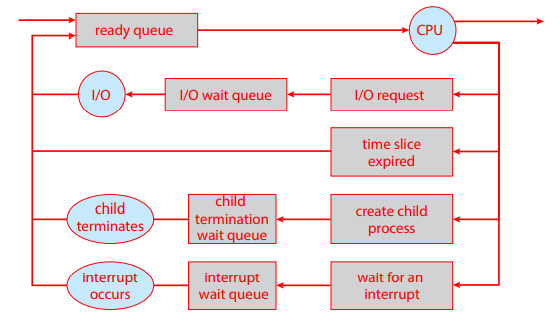 ready queue
CPU
I/O
I/O wait queue
I/O request
time slice
expired
child
terminates
child
termination
wait queue
create child
process
interrupt
occurs
interrupt
wait queue
wait for an
interrupt